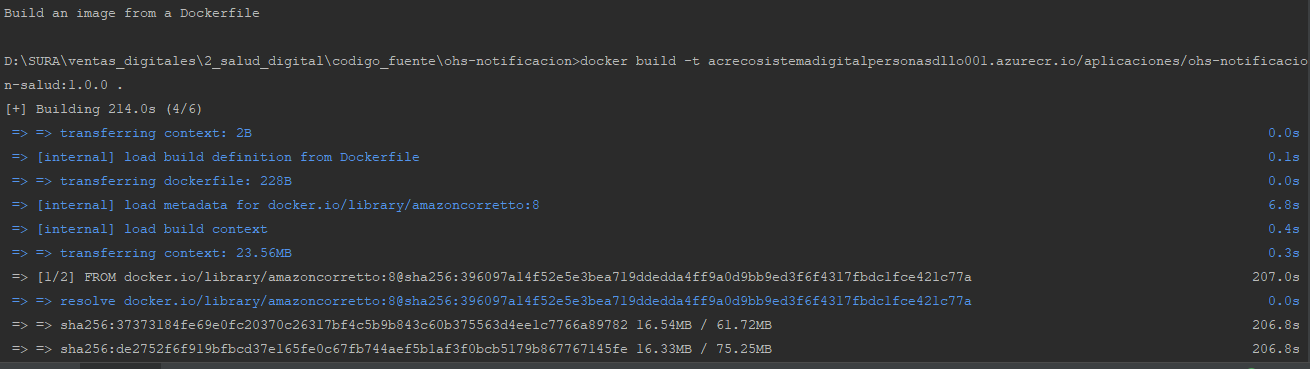 Build an image from a Dockerfile
D:\SURA\ventas_digitales\2_salud_digital\codigo_fuente\ohs-notificacion>docker build -t acrecosistemadigitalpersonasdllo001.azurecr.io/aplicaciones/ohs-notificacio
n-salud:1.0.0 .
[+] Building 214.0s (4/6)
=> => transferring context: 2B 0.0s
=> [internal] load build definition from Dockerfile 0.1s
=> => transferring dockerfile: 228B 0.0s
=> [internal] load metadata for docker.io/library/amazoncorretto:8 6.8s
=> [internal] load build context 0.4s
=> => transferring context: 23.56MB 0.3s
=> [1/2] FROM docker.io/library/amazoncorretto:8@sha256:396097a14f52e5e3bea719ddedda4ff9a0d9bb9ed3f6f4317fbdc1fce421c77a 207.0s
=> => resolve docker.io/library/amazoncorretto:8@sha256:396097a14f52e5e3bea719ddedda4ff9a0d9bb9ed3f6f4317fbdc1fce421c77a 0.0s
=> => sha256:37373184fe69e0fc20370c26317bf4c5b9b843c60b375563d4ee1c7766a89782 16.54MB / 61.72MB 206.8s
=> => sha256:de2752f6f919bfbcd37e165fe0c67fb744aef5b1af3f0bcb5179b867767145fe 16.33MB / 75.25MB 206.8s